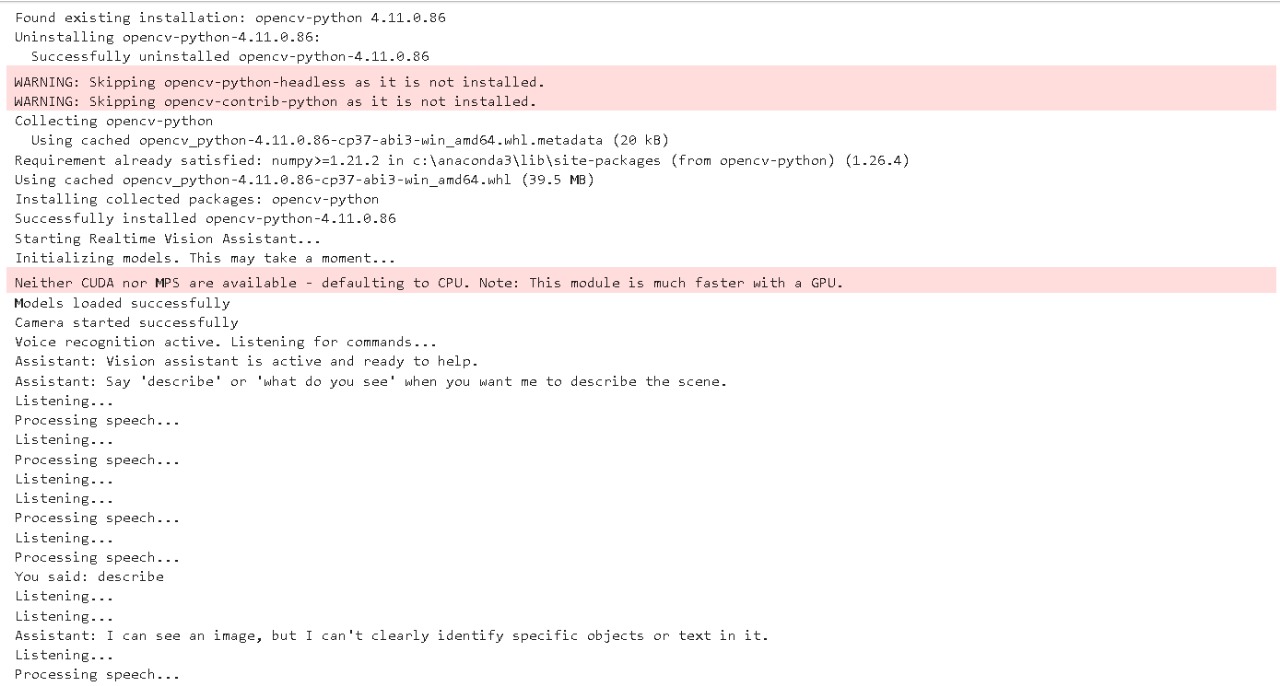 Found existing installation: opencv-python 4.11.0.86
Uninstalling opencv-python-4.11.0.86:
Successfully uninstalled opencv-python-4.11.0.86
WARNING: Skipping opencv-python-headless as it is not installed.
WARNING: Skipping opencv-contrib-python as it is not installed.
Collecting opencv-python
Using cached opencv_python-4.11.0.86-cp37-abi3-win_amd64.whl.metadata (20 kB)
Requirement already satisfied: numpy>=1.21.2 in c:\anaconda3\lib\site-packages (from opencv-python) (1.26.4)
Using cached opencv_python-4.11.0.86-cp37-abi3-win_amd64.whl (39.5 MB)
Installing collected packages: opencv-python
Successfully installed opencv-python-4.11.0.86
Starting Realtime Vision Assistant...
Initializing models. This may take a moment...
Neither CUDA nor MPS are available - defaulting to CPU. Note: This module is much faster with a GPU.
Models loaded successfully
Camera started successfully
Voice recognition active. Listening for commands...
Assistant: Vision assistant is active and ready to help.
Assistant: Say 'describe' or 'what do you see' when you want me to describe the scene.
Listening...
Processing speech...
Listening...
Processing speech...
Listening...
Listening...
Processing speech...
Listening...
Processing speech...
You said: describe
Listening...
Listening...
Assistant: I can see an image, but I can't clearly identify specific objects or text in it.
Listening...
Processing speech...